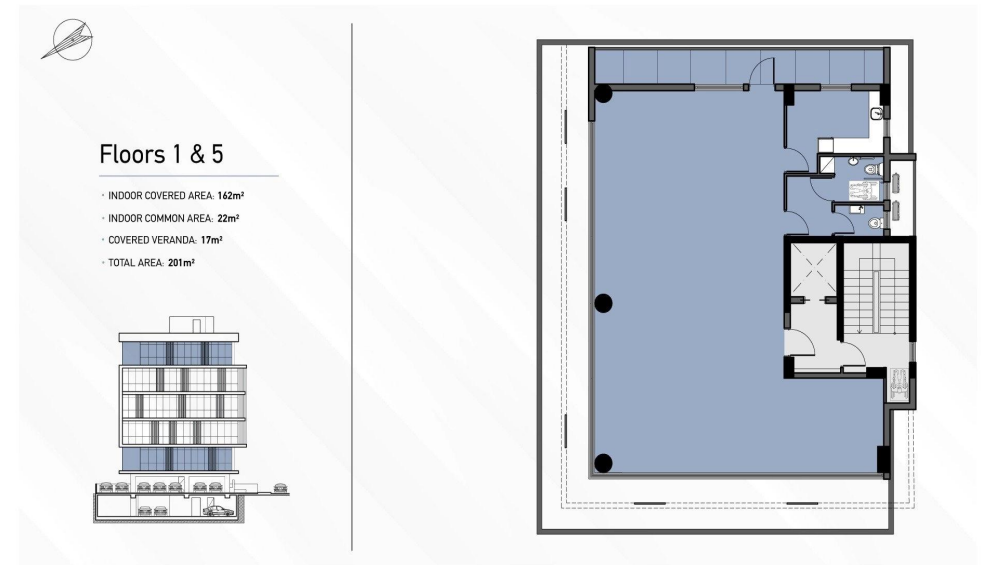 Floors 1 & 5
• INDOOR COVERED AREA: 162m²
• INDOOR COMMON AREA: 22m²
• COVERED VERANDA: 17m²
• TOTAL AREA: 201m²